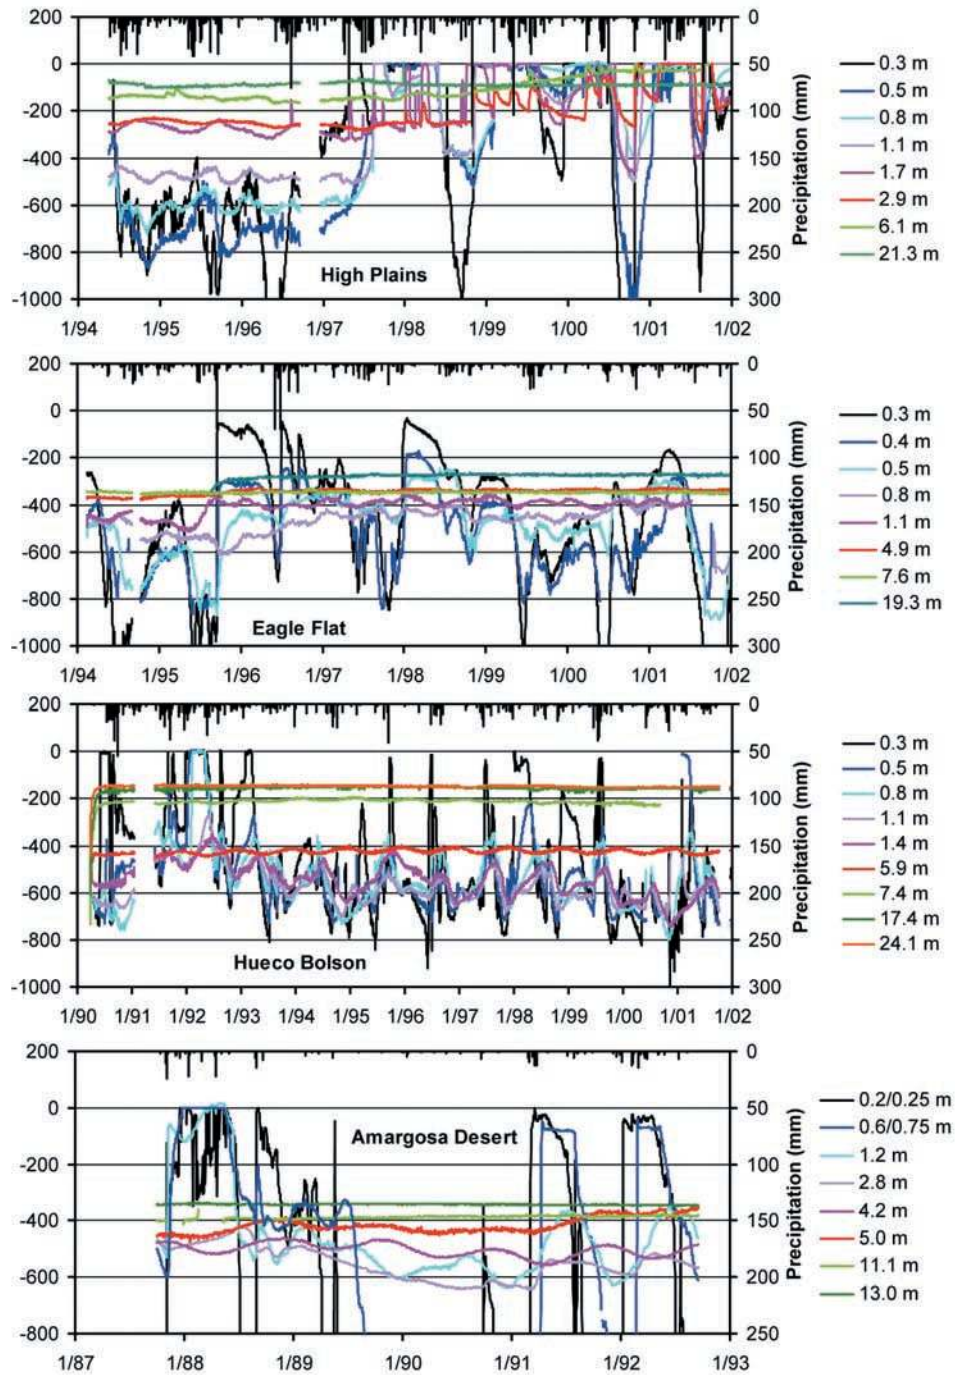 200
0
-200
-400
-600
-800
-1000
0
50
100
150
200
250
300
Precipitation (mm)
High Plains
1/94 1/95 1/96 1/97 1/98 1/99 1/00 1/01 1/02
0.3 m
0.5 m
0.8 m
1.1 m
1.7 m
2.9 m
6.1 m
21.3 m
200
0
-200
-400
-600
-800
-1000
0
50
100
150
200
250
300
Precipitation (mm)
Eagle Flat
1/94 1/95 1/96 1/97 1/98 1/99 1/00 1/01 1/02
0.3 m
0.4 m
0.5 m
0.8 m
1.1 m
4.9 m
7.6 m
19.3 m
200
0
-200
-400
-600
-800
-1000
0
50
100
150
200
250
300
Precipitation (mm)
Hueco Bolson
1/90 1/91 1/92 1/93 1/94 1/95 1/96 1/97 1/98 1/99 1/00 1/01 1/02
0.3 m
0.5 m
0.8 m
1.1 m
1.4 m
5.9 m
7.4 m
17.4 m
24.1 m
200
0
-200
-400
-600
-800
0
50
100
150
200
250
Precipitation (mm)
Amargosa Desert
1/87 1/88 1/89 1/90 1/91 1/92 1/93
0.2/0.25 m
0.6/0.75 m
1.2 m
2.8 m
4.2 m
5.0 m
11.1 m
13.0 m